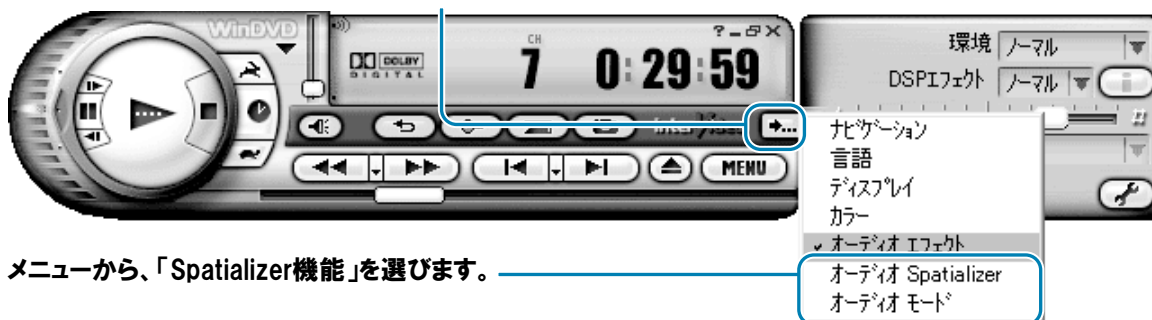 WinDVD
DOLBY
DIGITAL
CH
7 0:29:59
環境 ノーマル
DSPエフェクト ノーマル
InterVideo
MENU
ナビゲーション
言語
ディスプレイ
カラー
オーディオ エフェクト
オーディオ Spatializer
オーディオ モード
メニューから、「Spatializer機能」を選びます。